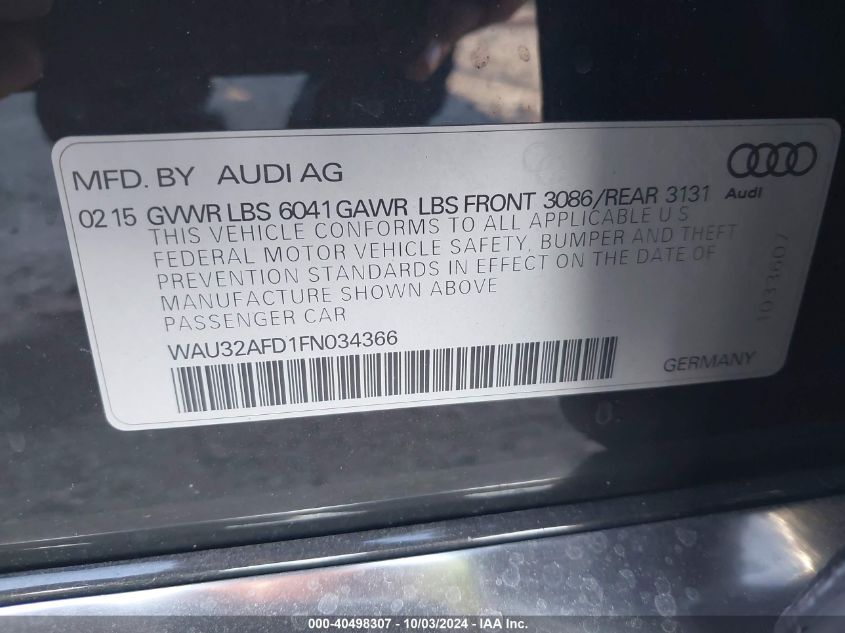 MFD. BY AUDI AG
Audi
02 15 GVWR LBS 6041 GAWR LBS FRONT 3086/REAR 3131
THIS VEHICLE CONFORMS TO ALL APPLICABLE U S
FEDERAL MOTOR VEHICLE SAFETY, BUMPER AND THEFT
PREVENTION STANDARDS IN EFFECT ON THE DATE OF
MANUFACTURE SHOWN ABOVE
PASSENGER CAR
1033607
WAU32AFD1FN034366
GERMANY
000-40498307 - 10/03/2024 - IAA Inc.